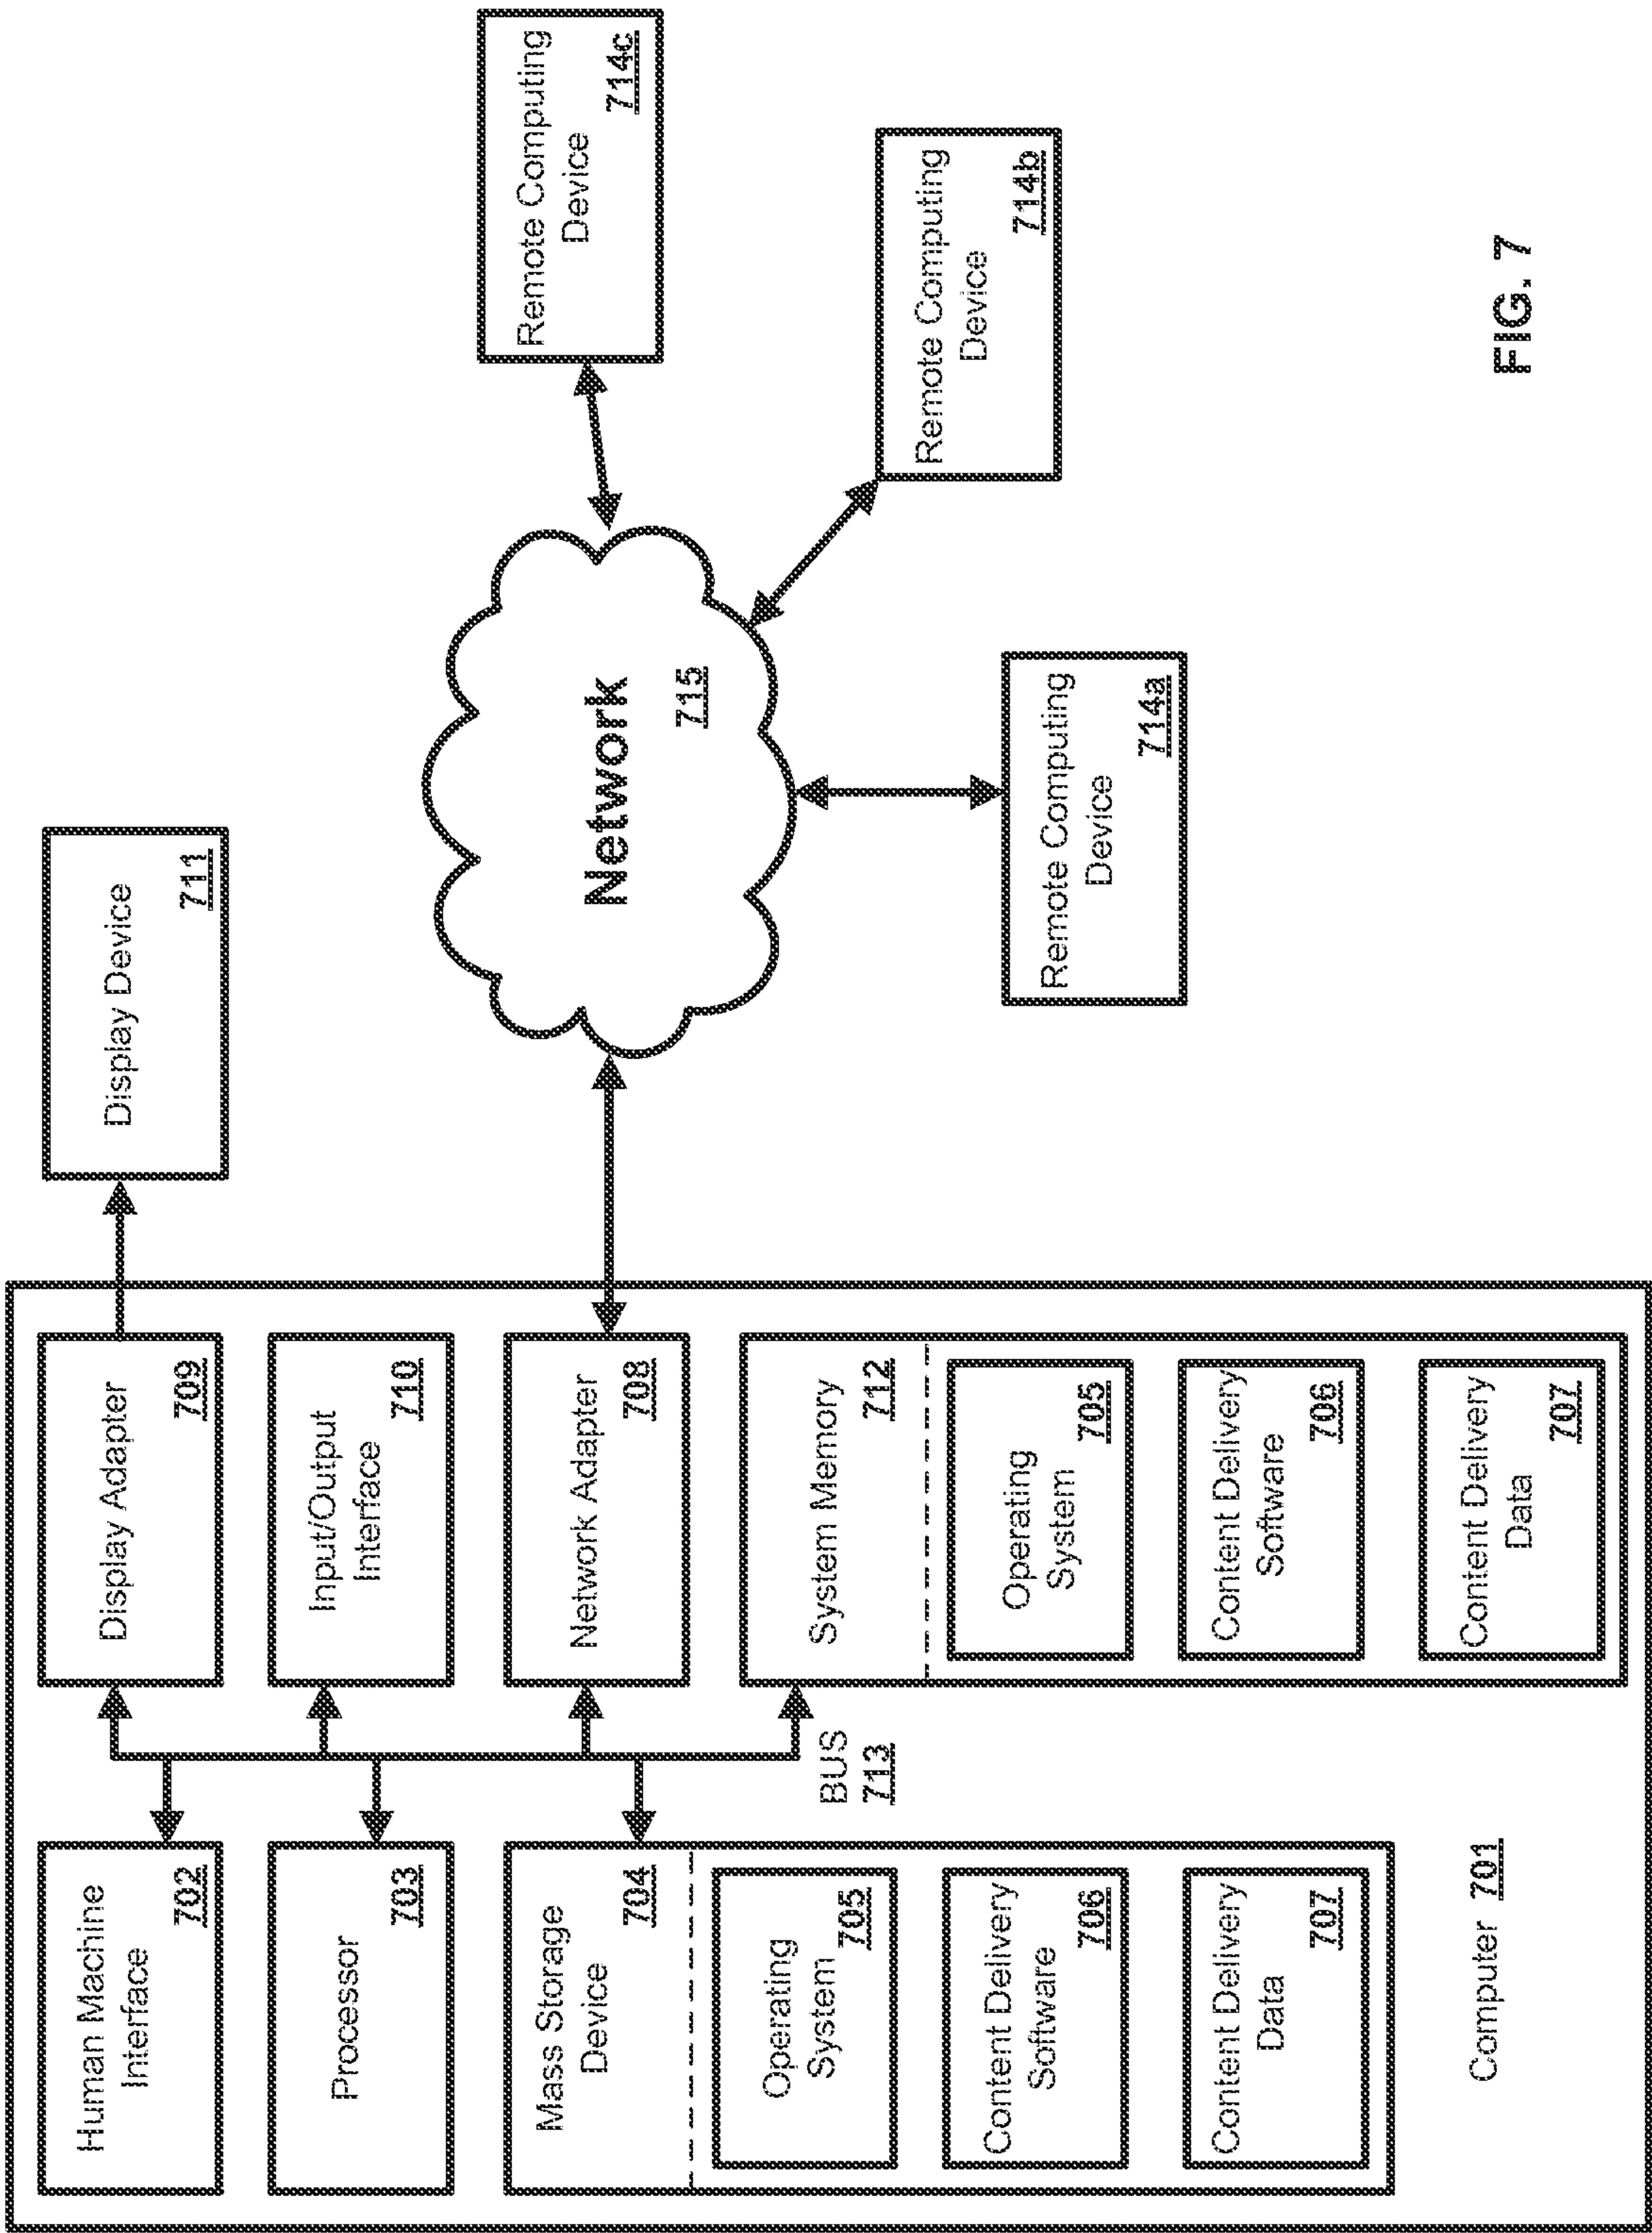 Human Machine
Interface
702
Processor
703
Mass Storage
Device
704
Operating
System
705
Content Delivery
Software
706
Content Delivery
Data
707
Computer 701
BUS
713
Display Adapter
709
Input/Output
Interface
710
Network Adapter
708
System Memory
712
Operating
System
705
Content Delivery
Software
706
Content Delivery
Data
707
Display Device
711
Network
715
Remote Computing
Device
714a
Remote Computing
Device
714b
Remote Computing
Device
714c
FIG. 7